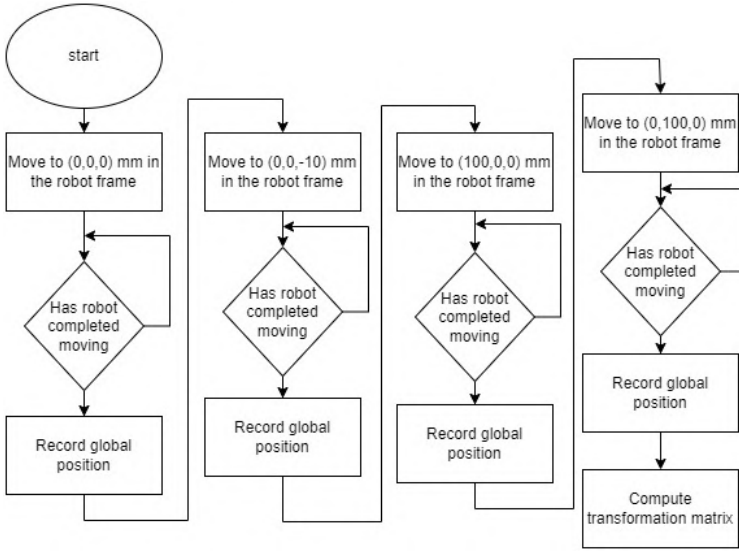 start
Move to (0,0,0) mm in
the robot frame
Has robot
completed
moving
Record global
position
Move to (0,0,-10) mm
in the robot frame
Has robot
completed
moving
Record global
position
Move to (100,0,0) mm
in the robot frame
Has robot
completed
moving
Record global
position
Move to (0,100,0) mm
in the robot frame
Has robot
completed
moving
Record global
position
Compute
transformation matrix